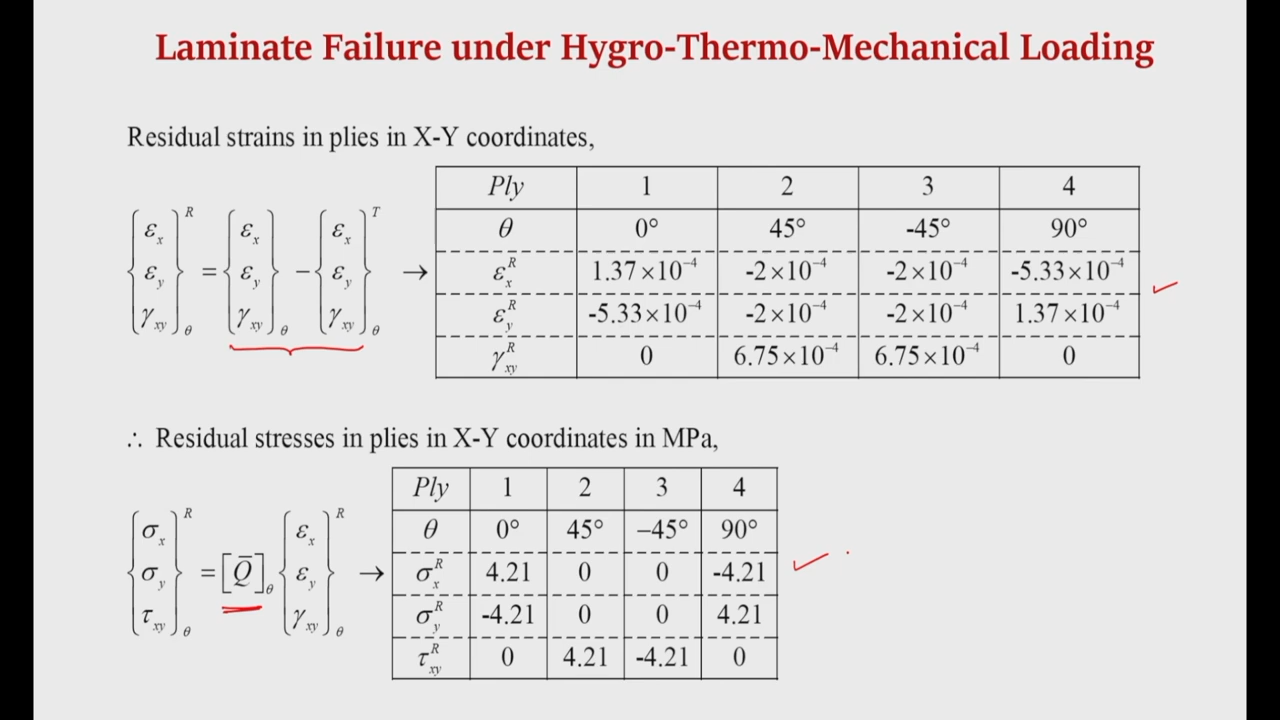 Laminate Failure under Hygro-Thermo-Mechanical Loading
Residual strains in plies in X-Y coordinates,
{εx εy γxy}θ^R = {εx εy γxy}θ − {εx εy γxy}θ^T →
Ply 1 2 3 4
θ 0° 45° -45° 90°
εx^R 1.37×10⁻⁴ -2×10⁻⁴ -2×10⁻⁴ -5.33×10⁻⁴
εy^R -5.33×10⁻⁴ -2×10⁻⁴ -2×10⁻⁴ 1.37×10⁻⁴
γxy^R 0 6.75×10⁻⁴ 6.75×10⁻⁴ 0
∴ Residual stresses in plies in X-Y coordinates in MPa,
{σx σy τxy}θ^R = [Q̄]θ {εx εy γxy}θ^R →
Ply 1 2 3 4
θ 0° 45° −45° 90°
σx^R 4.21 0 0 -4.21
σy^R -4.21 0 0 4.21
τxy^R 0 4.21 -4.21 0